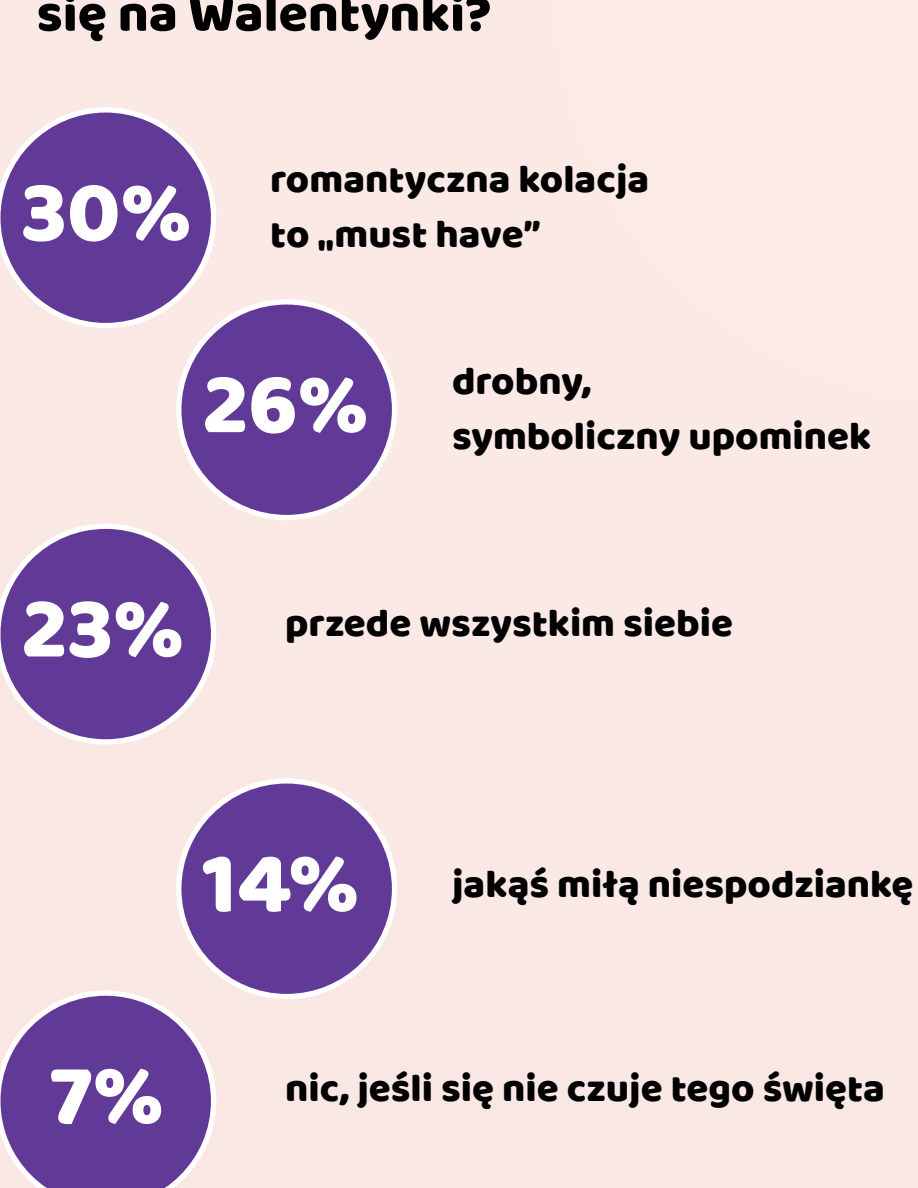 się na Walentynki?
30%
romantyczna kolacja
to „must have”
26%
drobny,
symboliczny upominek
23%
przede wszystkim siebie
14%
jakąś miłą niespodziankę
7%
nic, jeśli się nie czuje tego święta